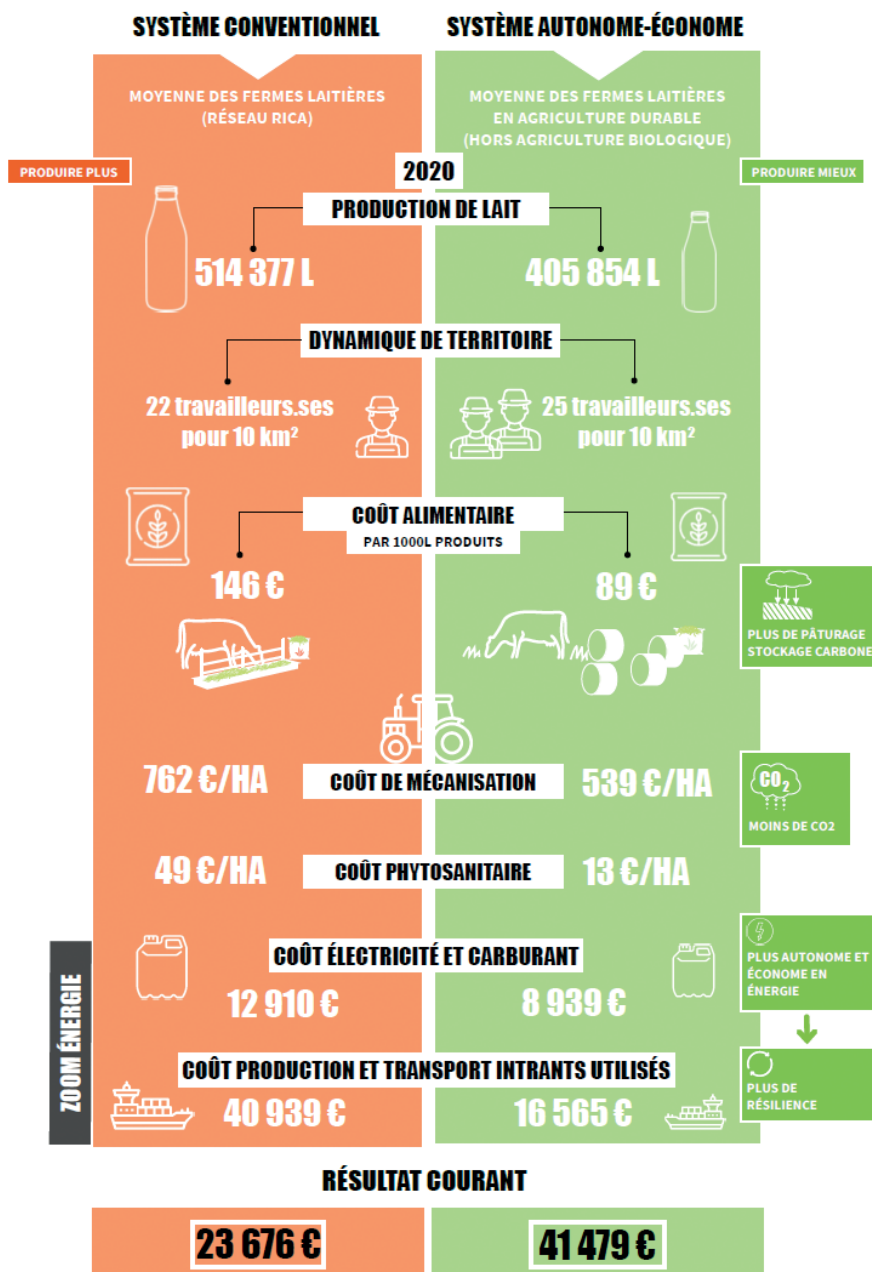 SYSTÈME CONVENTIONNEL
SYSTÈME AUTONOME-ÉCONOME
MOYENNE DES FERMES LAITIÈRES
(RÉSEAU RICA)
MOYENNE DES FERMES LAITIÈRES
EN AGRICULTURE DURABLE
(HORS AGRICULTURE BIOLOGIQUE)
PRODUIRE PLUS
2020
PRODUIRE MIEUX
PRODUCTION DE LAIT
514 377 L
405 854 L
DYNAMIQUE DE TERRITOIRE
22 travailleurs.ses
pour 10 km²
25 travailleurs.ses
pour 10 km²
COÛT ALIMENTAIRE
PAR 1000L PRODUITS
146 €
89 €
PLUS DE PÂTURAGE
STOCKAGE CARBONE
762 €/HA
COÛT DE MÉCANISATION
539 €/HA
CO2
MOINS DE CO2
49 €/HA
COÛT PHYTOSANITAIRE
13 €/HA
ZOOM ÉNERGIE
COÛT ÉLECTRICITÉ ET CARBURANT
12 910 €
8 939 €
PLUS AUTONOME ET
ÉCONOME EN
ÉNERGIE
COÛT PRODUCTION ET TRANSPORT INTRANTS UTILISÉS
40 939 €
16 565 €
PLUS DE
RÉSILIENCE
RÉSULTAT COURANT
23 676 €
41 479 €